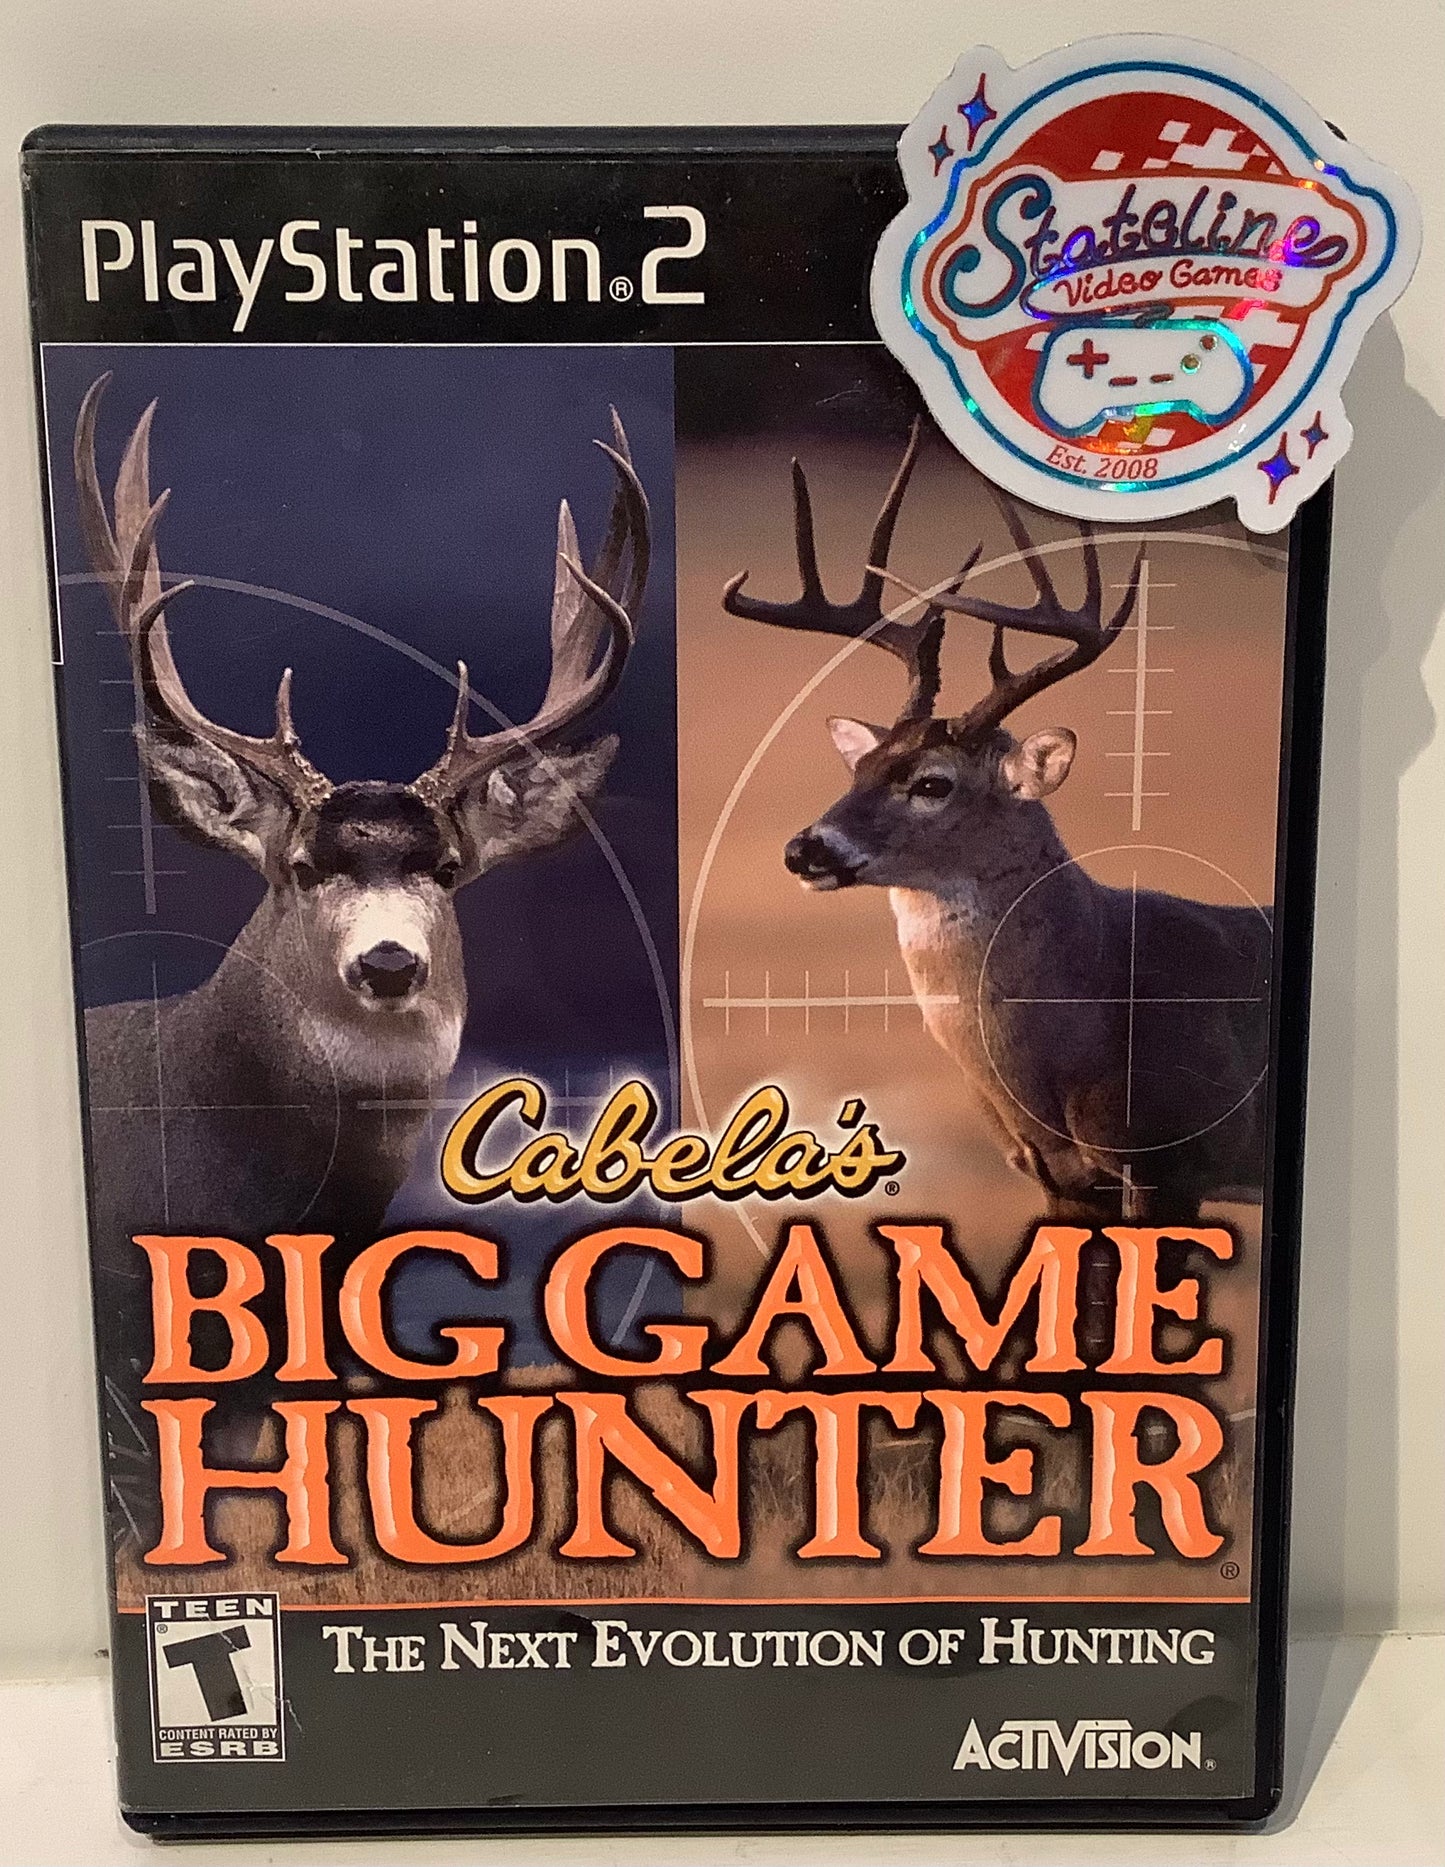 PlayStation®2
Stateline
Video Games
Est. 2008
Cabela's®
BIG GAME
HUNTER®
TEEN
T®
CONTENT RATED BY
ESRB
THE NEXT EVOLUTION OF HUNTING
ACTIVISION®